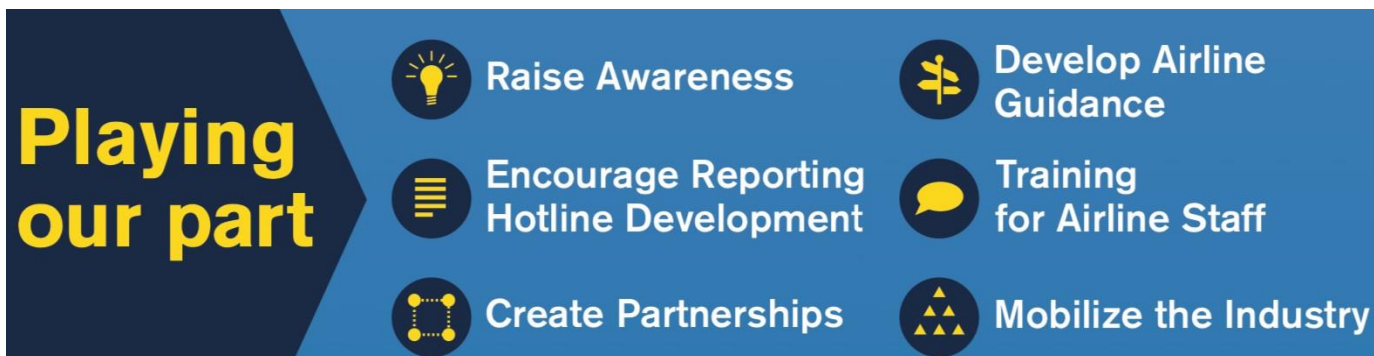 Playing
our part
Raise Awareness
Encourage Reporting
Hotline Development
Create Partnerships
Develop Airline
Guidance
Training
for Airline Staff
Mobilize the Industry